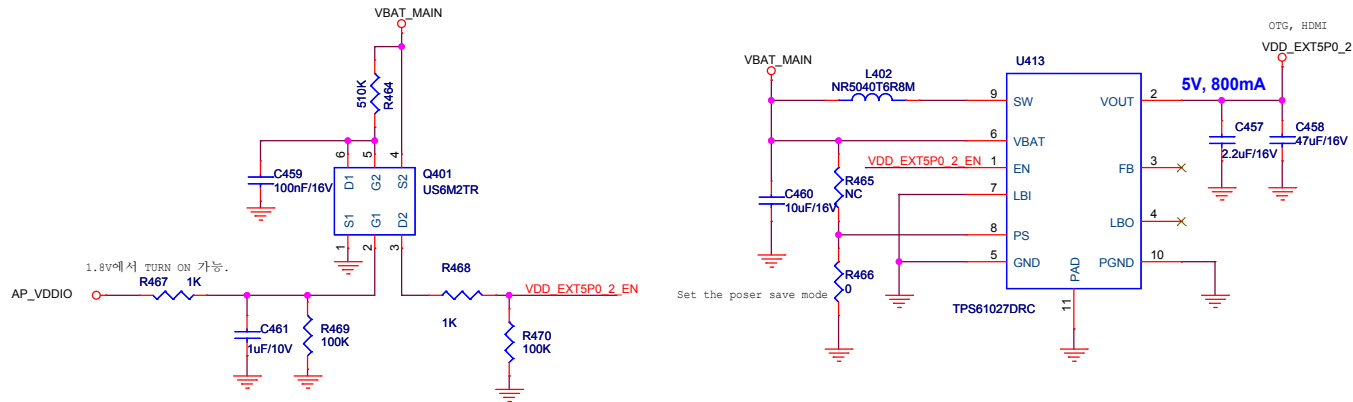 VBAT_MAIN
510K
R464
6
5
4
D1
G2
S2
Q401
US6M2TR
S1
G1
D2
1
2
3
C459
100nF/16V
1.8V에서 TURN ON 가능.
R467
1K
AP_VDDIO
C461
1uF/10V
R469
100K
R468
1K
VDD_EXT5P0_2_EN
R470
100K
OTG, HDMI
VDD_EXT5P0_2
VBAT_MAIN
L402
NR5040T6R8M
U413
9
SW
VOUT
2
5V, 800mA
C457
2.2uF/16V
C458
47uF/16V
6
VBAT
VDD_EXT5P0_2_EN
1
EN
FB
3
7
LBI
R465
NC
C460
10uF/16V
LBO
4
8
PS
5
GND
PAD
PGND
10
R466
0
Set the poser save mode
11
TPS61027DRC